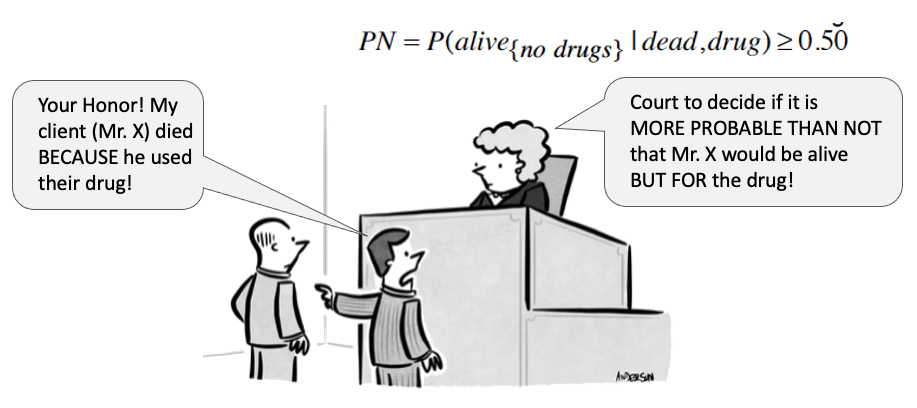 PN = P(alive{no drugs} | dead,drug) ≥ 0.50
Your Honor! My
client (Mr. X) died
BECAUSE he used
their drug!
Court to decide if it is
MORE PROBABLE THAN NOT
that Mr. X would be alive
BUT FOR the drug!
ANDERSON